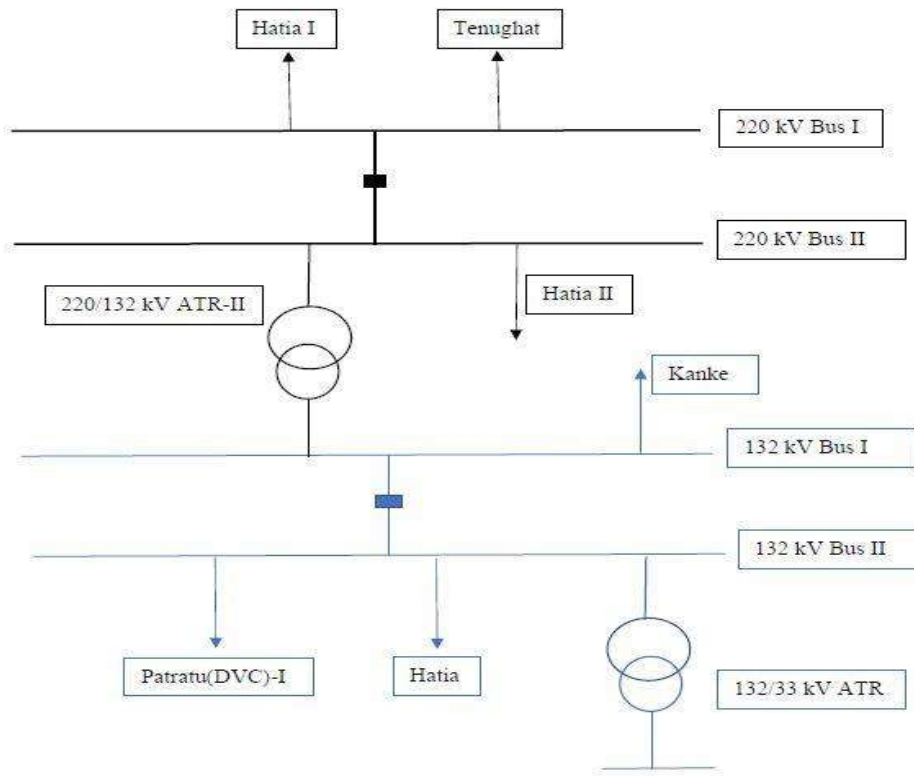 Hatia I
Tenughat
220 kV Bus I
220 kV Bus II
220/132 kV ATR-II
Hatia II
Kanke
132 kV Bus I
132 kV Bus II
Patratu(DVC)-I
Hatia
132/33 kV ATR